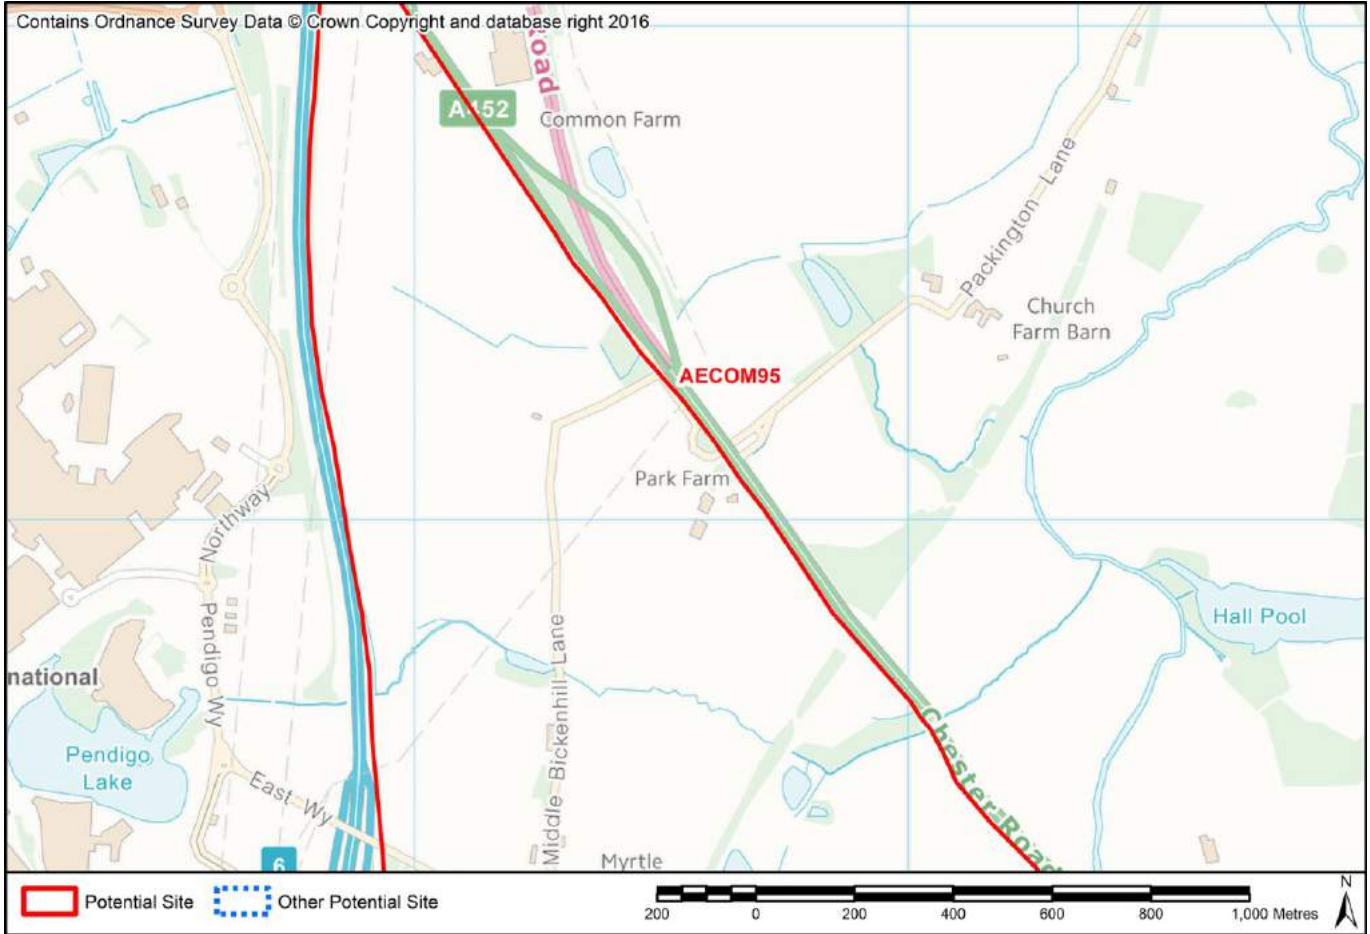 Contains Ordnance Survey Data © Crown Copyright and database right 2016
Road
A452
Common Farm
Packington Lane
Church
Farm Barn
AECOM95
Park Farm
Northway
Pendigo Wy
Hall Pool
national
Pendigo
Lake
East Wy
Middle Bickenhill Lane
Chester Road
6
Myrtle
Potential Site
Other Potential Site
200 0 200 400 600 800 1,000 Metres
N